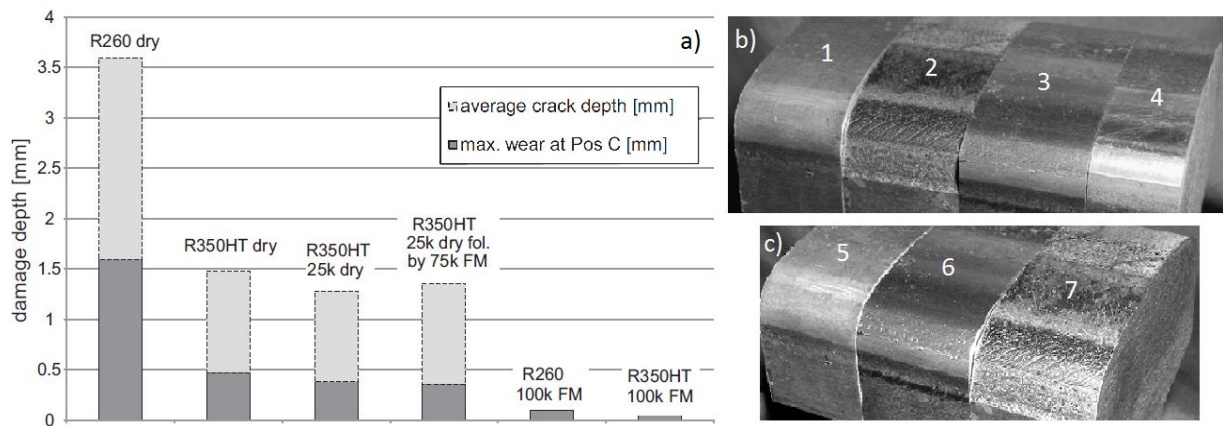 4
3.5
3
2.5
2
1.5
1
0.5
0
damage depth [mm]
R260 dry
R350HT dry
R350HT
25k dry
R350HT
25k dry fol.
by 75k FM
R260
100k FM
R350HT
100k FM
a)
average crack depth [mm]
max. wear at Pos C [mm]
b)
1
2
3
4
c)
5
6
7